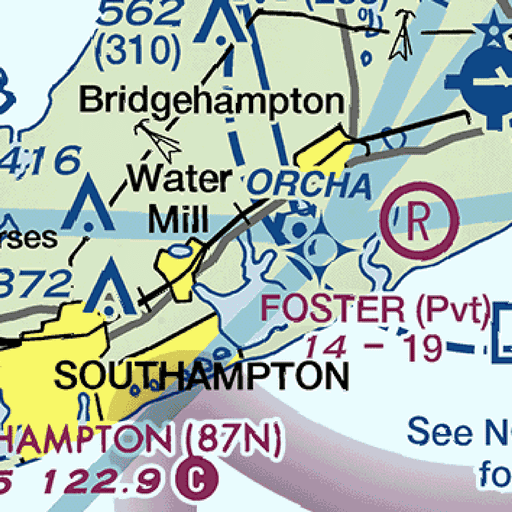 562
(310)
Bridgehampton
416
Water
Mill
ORCHA
R
rses
372
FOSTER (Pvt)
14 - 19
SOUTHAMPTON
HAMPTON (87N)
122.9 C
See N
fo